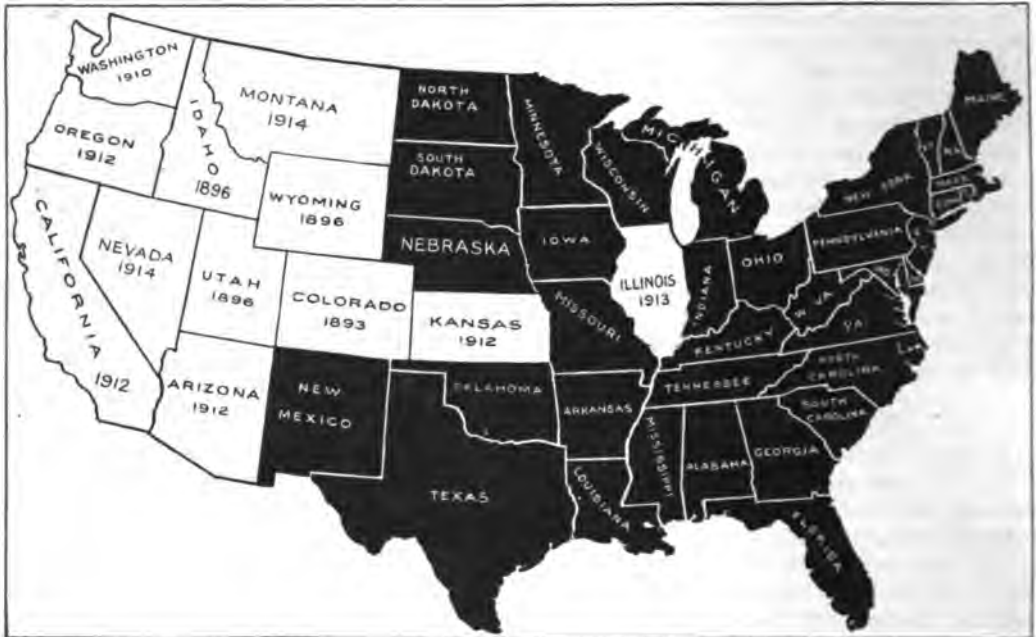 WASHINGTON
1910
OREGON
1912
CALIFORNIA
1912
IDAHO
1896
NEVADA
1914
MONTANA
1914
WYOMING
1896
UTAH
1896
COLORADO
1893
ARIZONA
1912
NEW
MEXICO
NORTH
DAKOTA
SOUTH
DAKOTA
NEBRASKA
KANSAS
1912
OKLAHOMA
TEXAS
MINNESOTA
IOWA
MISSOURI
ARKANSAS
LOUISIANA
WISCONSIN
ILLINOIS
1913
MICHIGAN
INDIANA
OHIO
KENTUCKY
TENNESSEE
MISSISSIPPI
ALABAMA
GEORGIA
FLORIDA
SOUTH
CAROLINA
NORTH
CAROLINA
VA
W VA
PENNSYLVANIA
NEW YORK
MAINE
MASS
CONN
MD